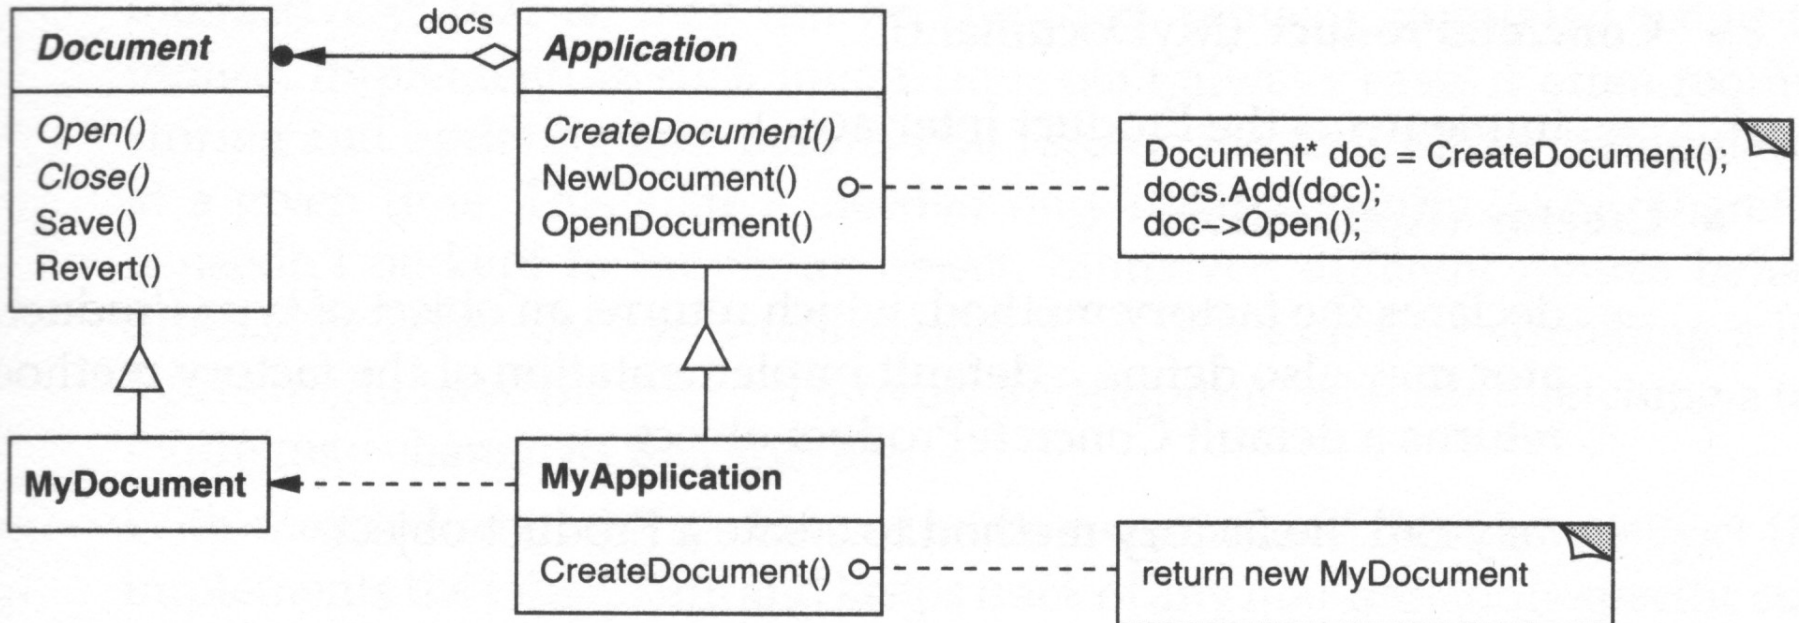 docs
Document
Open()
Close()
Save()
Revert()
Application
CreateDocument()
NewDocument()
OpenDocument()
Document* doc = CreateDocument();
docs.Add(doc);
doc->Open();
MyDocument
MyApplication
CreateDocument()
return new MyDocument